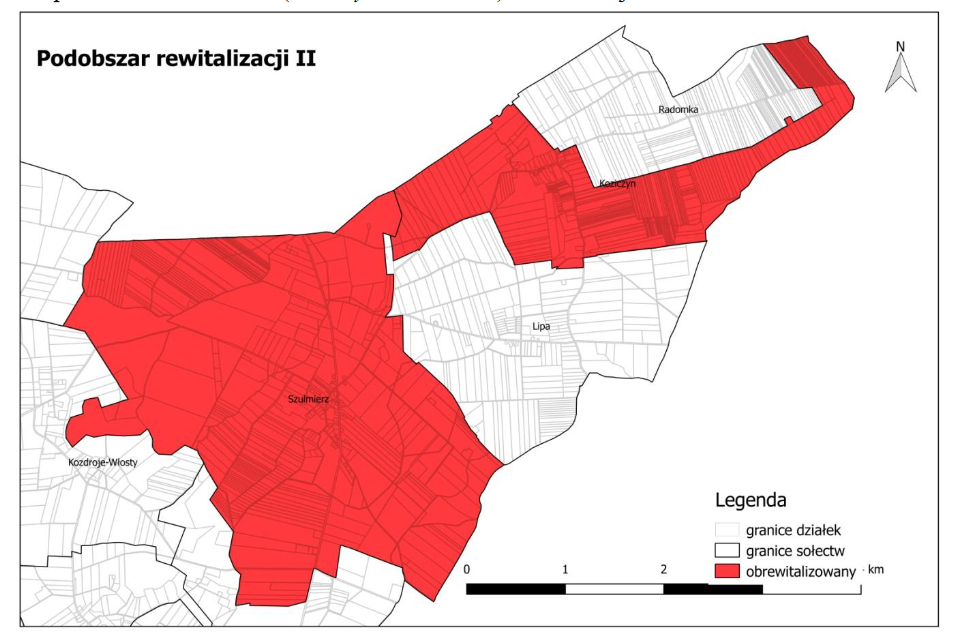 Podobszar rewitalizacji II
N
Radomka
Koziczyn
Lipa
Szulmierz
Kozdroje-Włosty
Legenda
granice działek
granice sołectw
obrewitalizowany
0 1 2 km